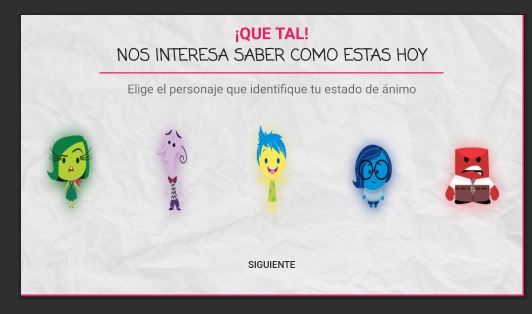 ¡QUE TAL!
NOS INTERESA SABER COMO ESTAS HOY
Elige el personaje que identifique tu estado de ánimo
SIGUIENTE